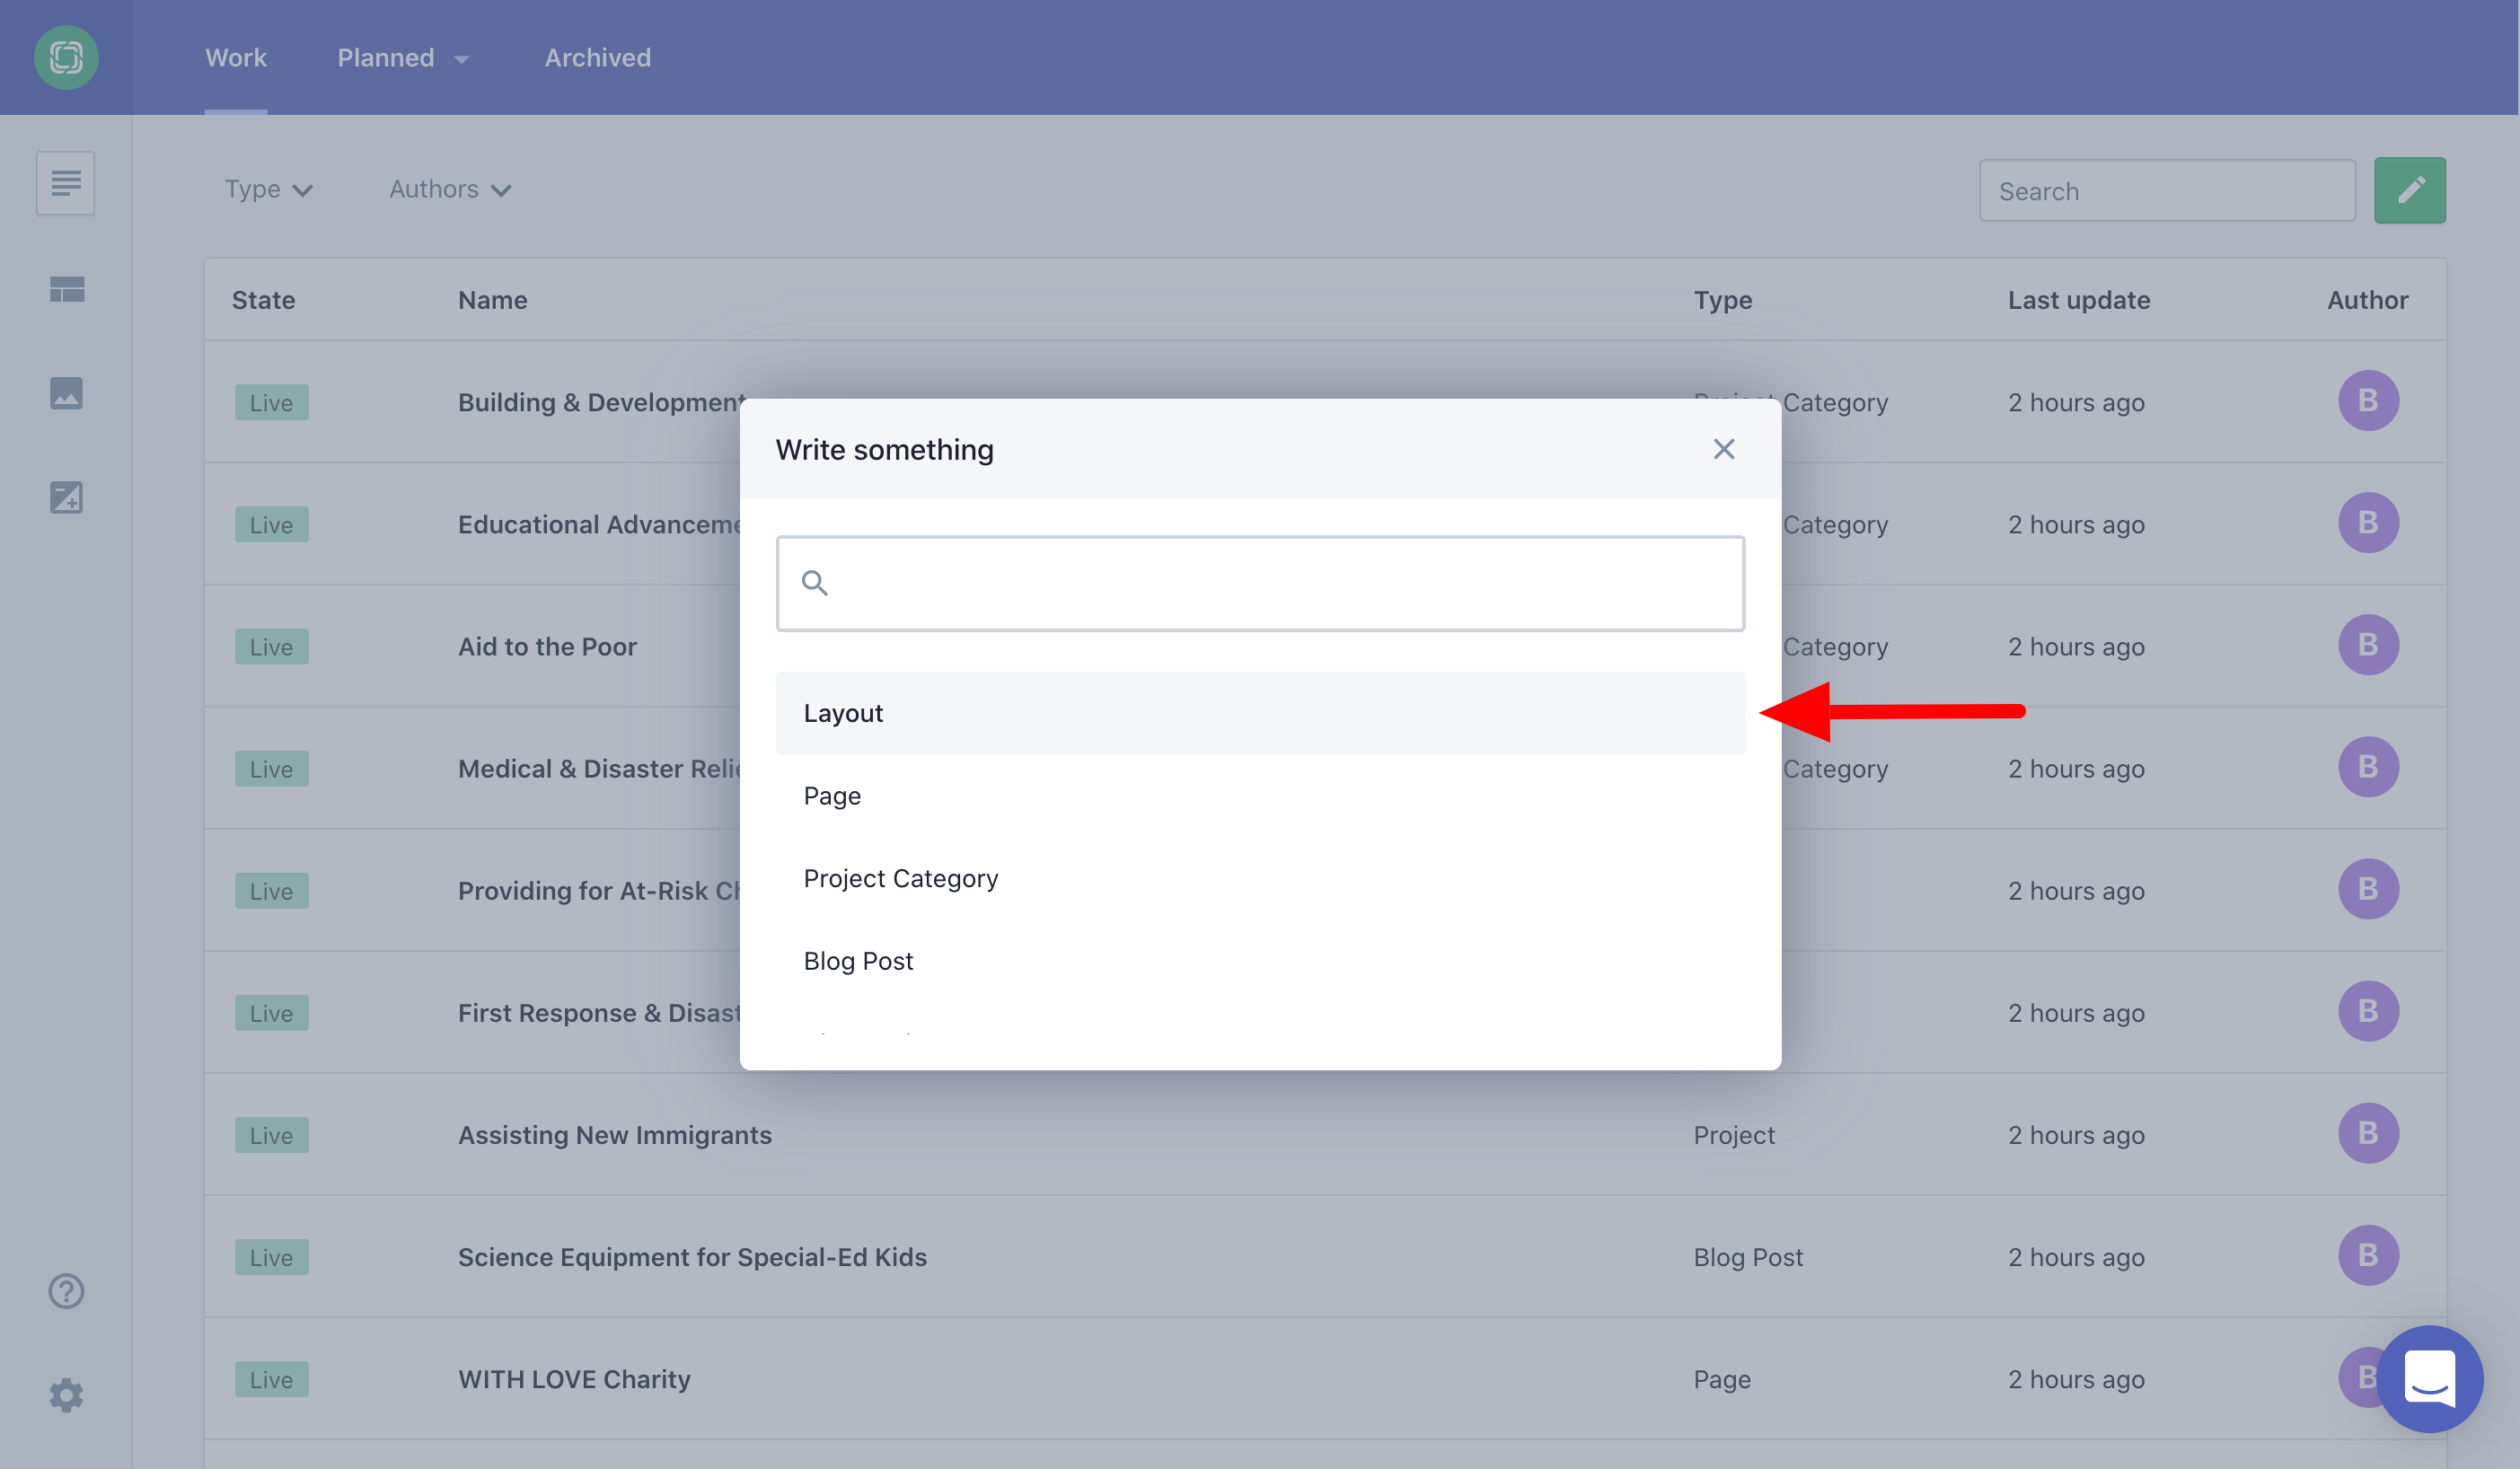 Work Planned Archived
Type Authors Search
State Name Type Last update Author
Live Building & Development Category 2 hours ago B
Write something
Live Educational Category 2 hours ago B
Live Aid to the Poor Category 2 hours ago B
Layout
Live Medical & Disaster Category 2 hours ago B
Page
Project Category
Live Providing for At-Risk 2 hours ago B
Blog Post
Live First Response & 2 hours ago B
Live Assisting New Immigrants Project 2 hours ago B
Live Science Equipment for Special-Ed Kids Blog Post 2 hours ago B
Live WITH LOVE Charity Page 2 hours ago B